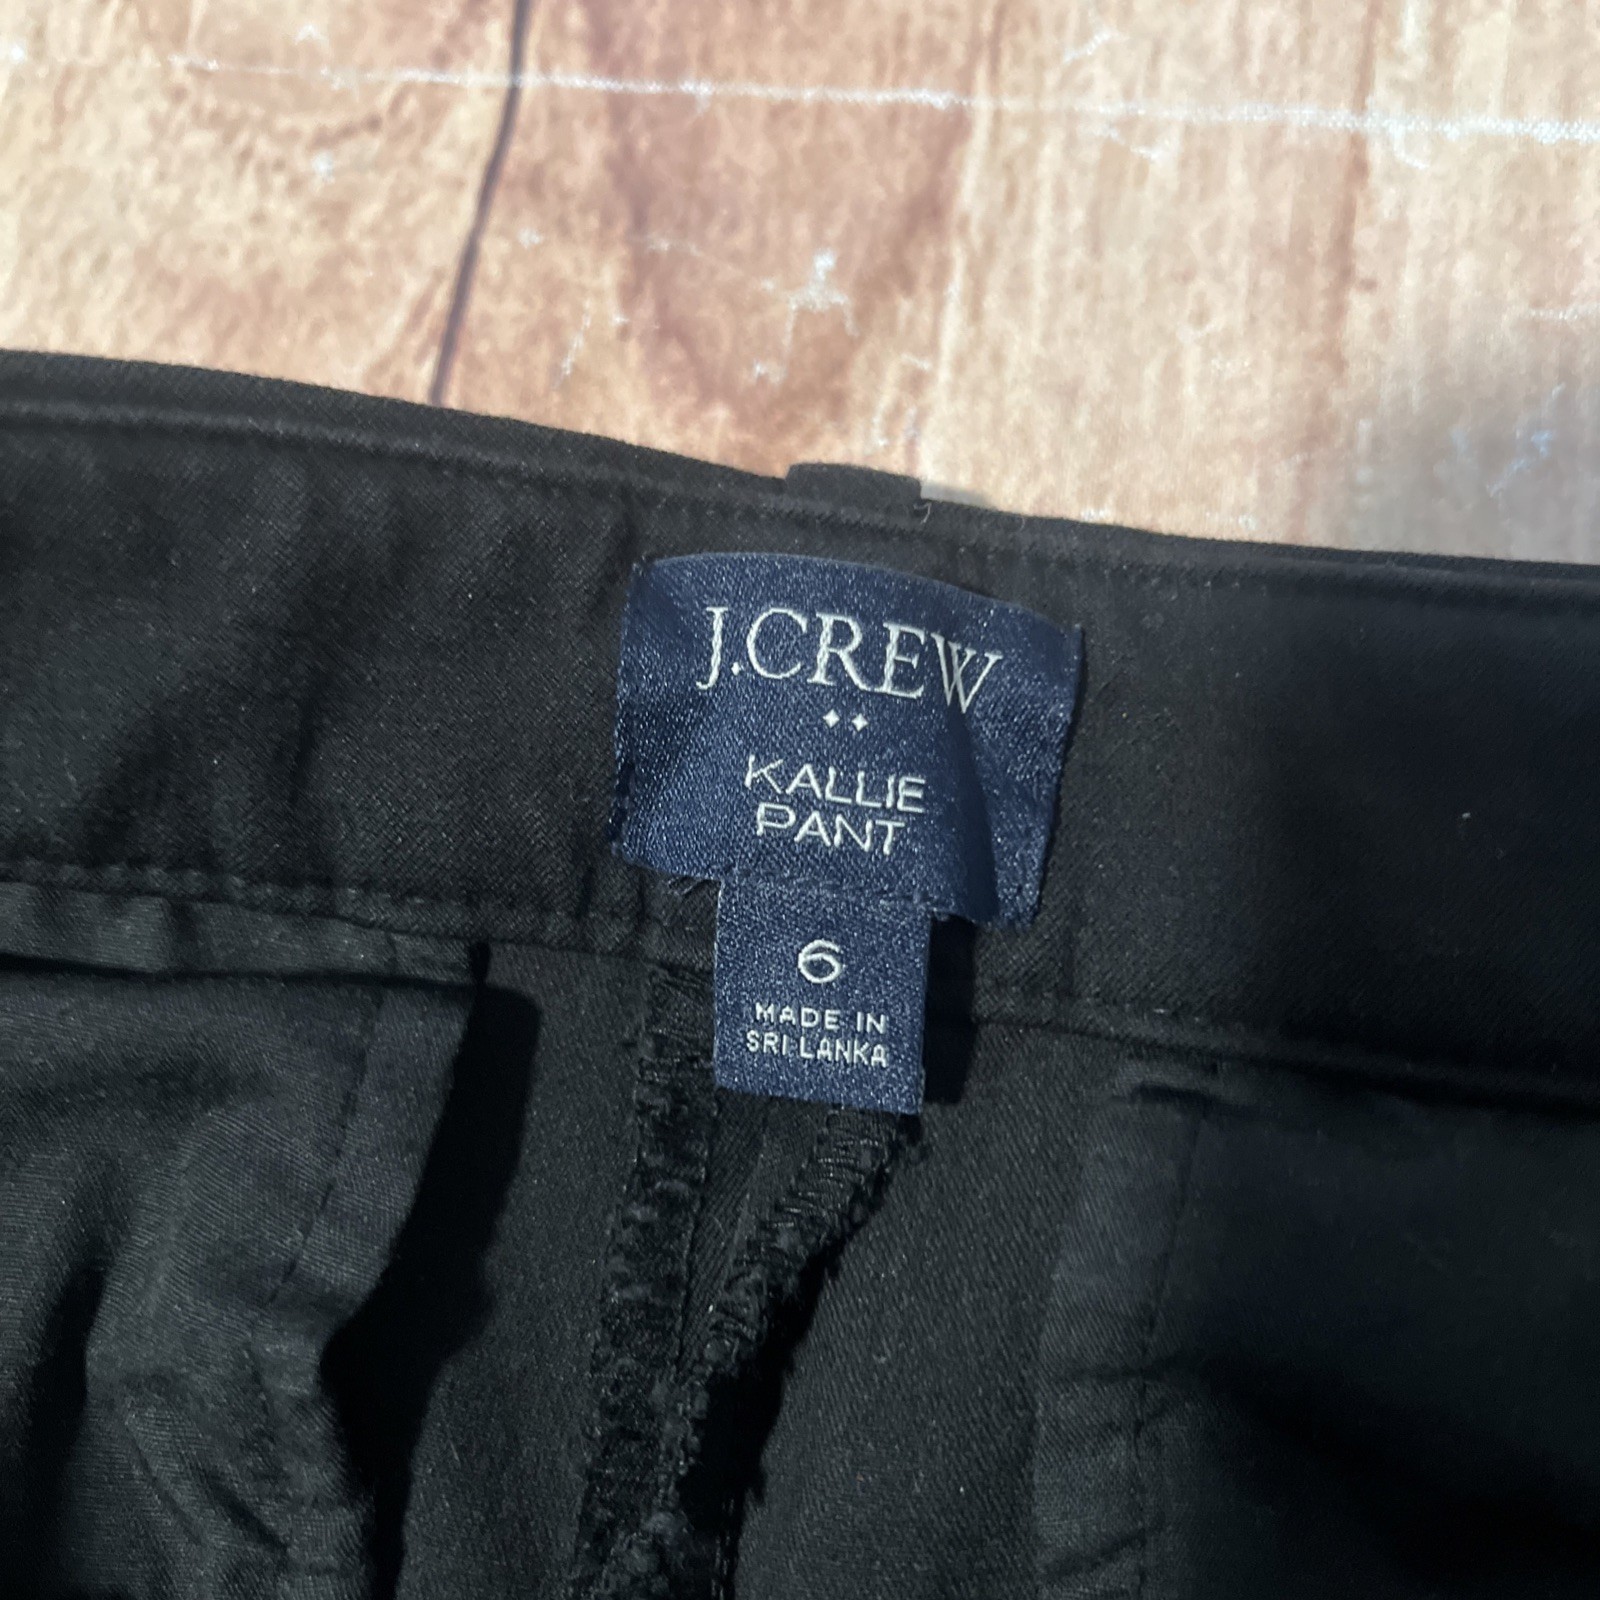 J.CREW
KALLIE
PANT
6
MADE IN
SRI LANKA